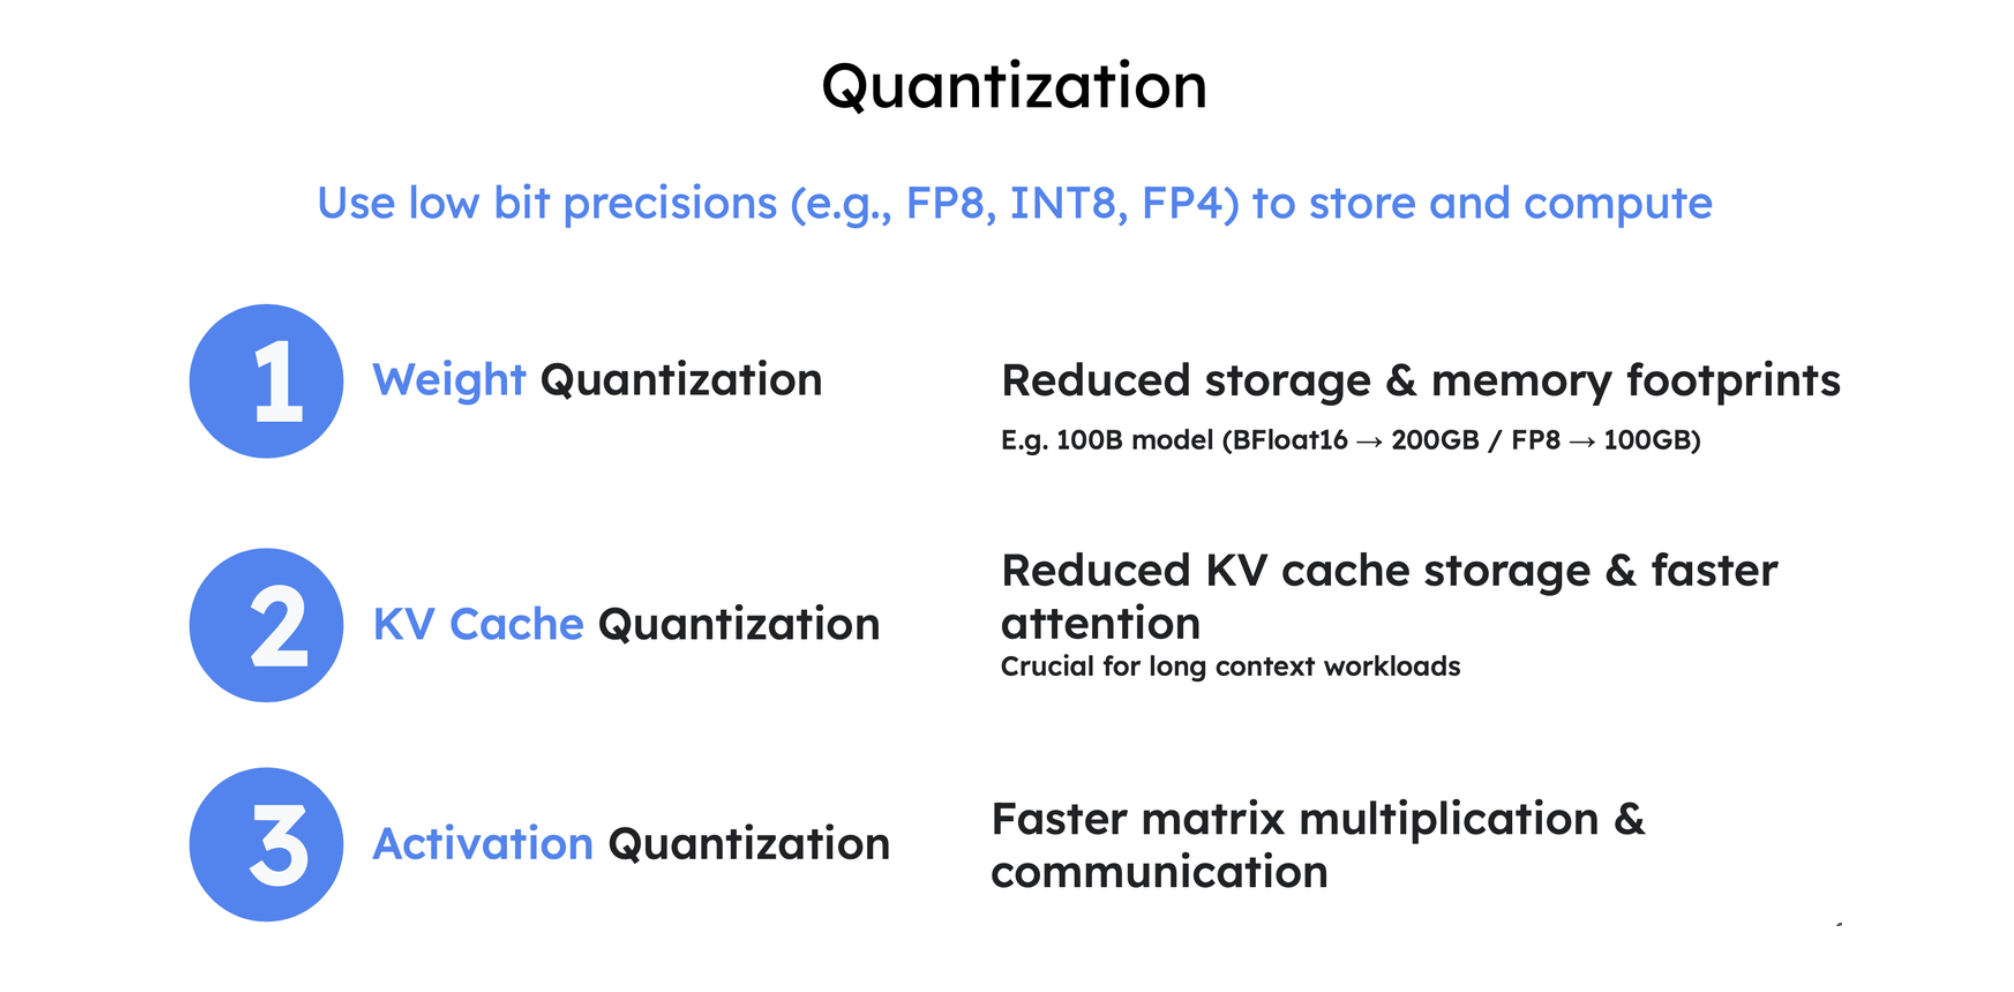 Quantization
Use low bit precisions (e.g., FP8, INT8, FP4) to store and compute
1
Weight Quantization
Reduced storage & memory footprints
E.g. 100B model (BFloat16 → 200GB / FP8 → 100GB)
2
KV Cache Quantization
Reduced KV cache storage & faster
attention
Crucial for long context workloads
3
Activation Quantization
Faster matrix multiplication &
communication